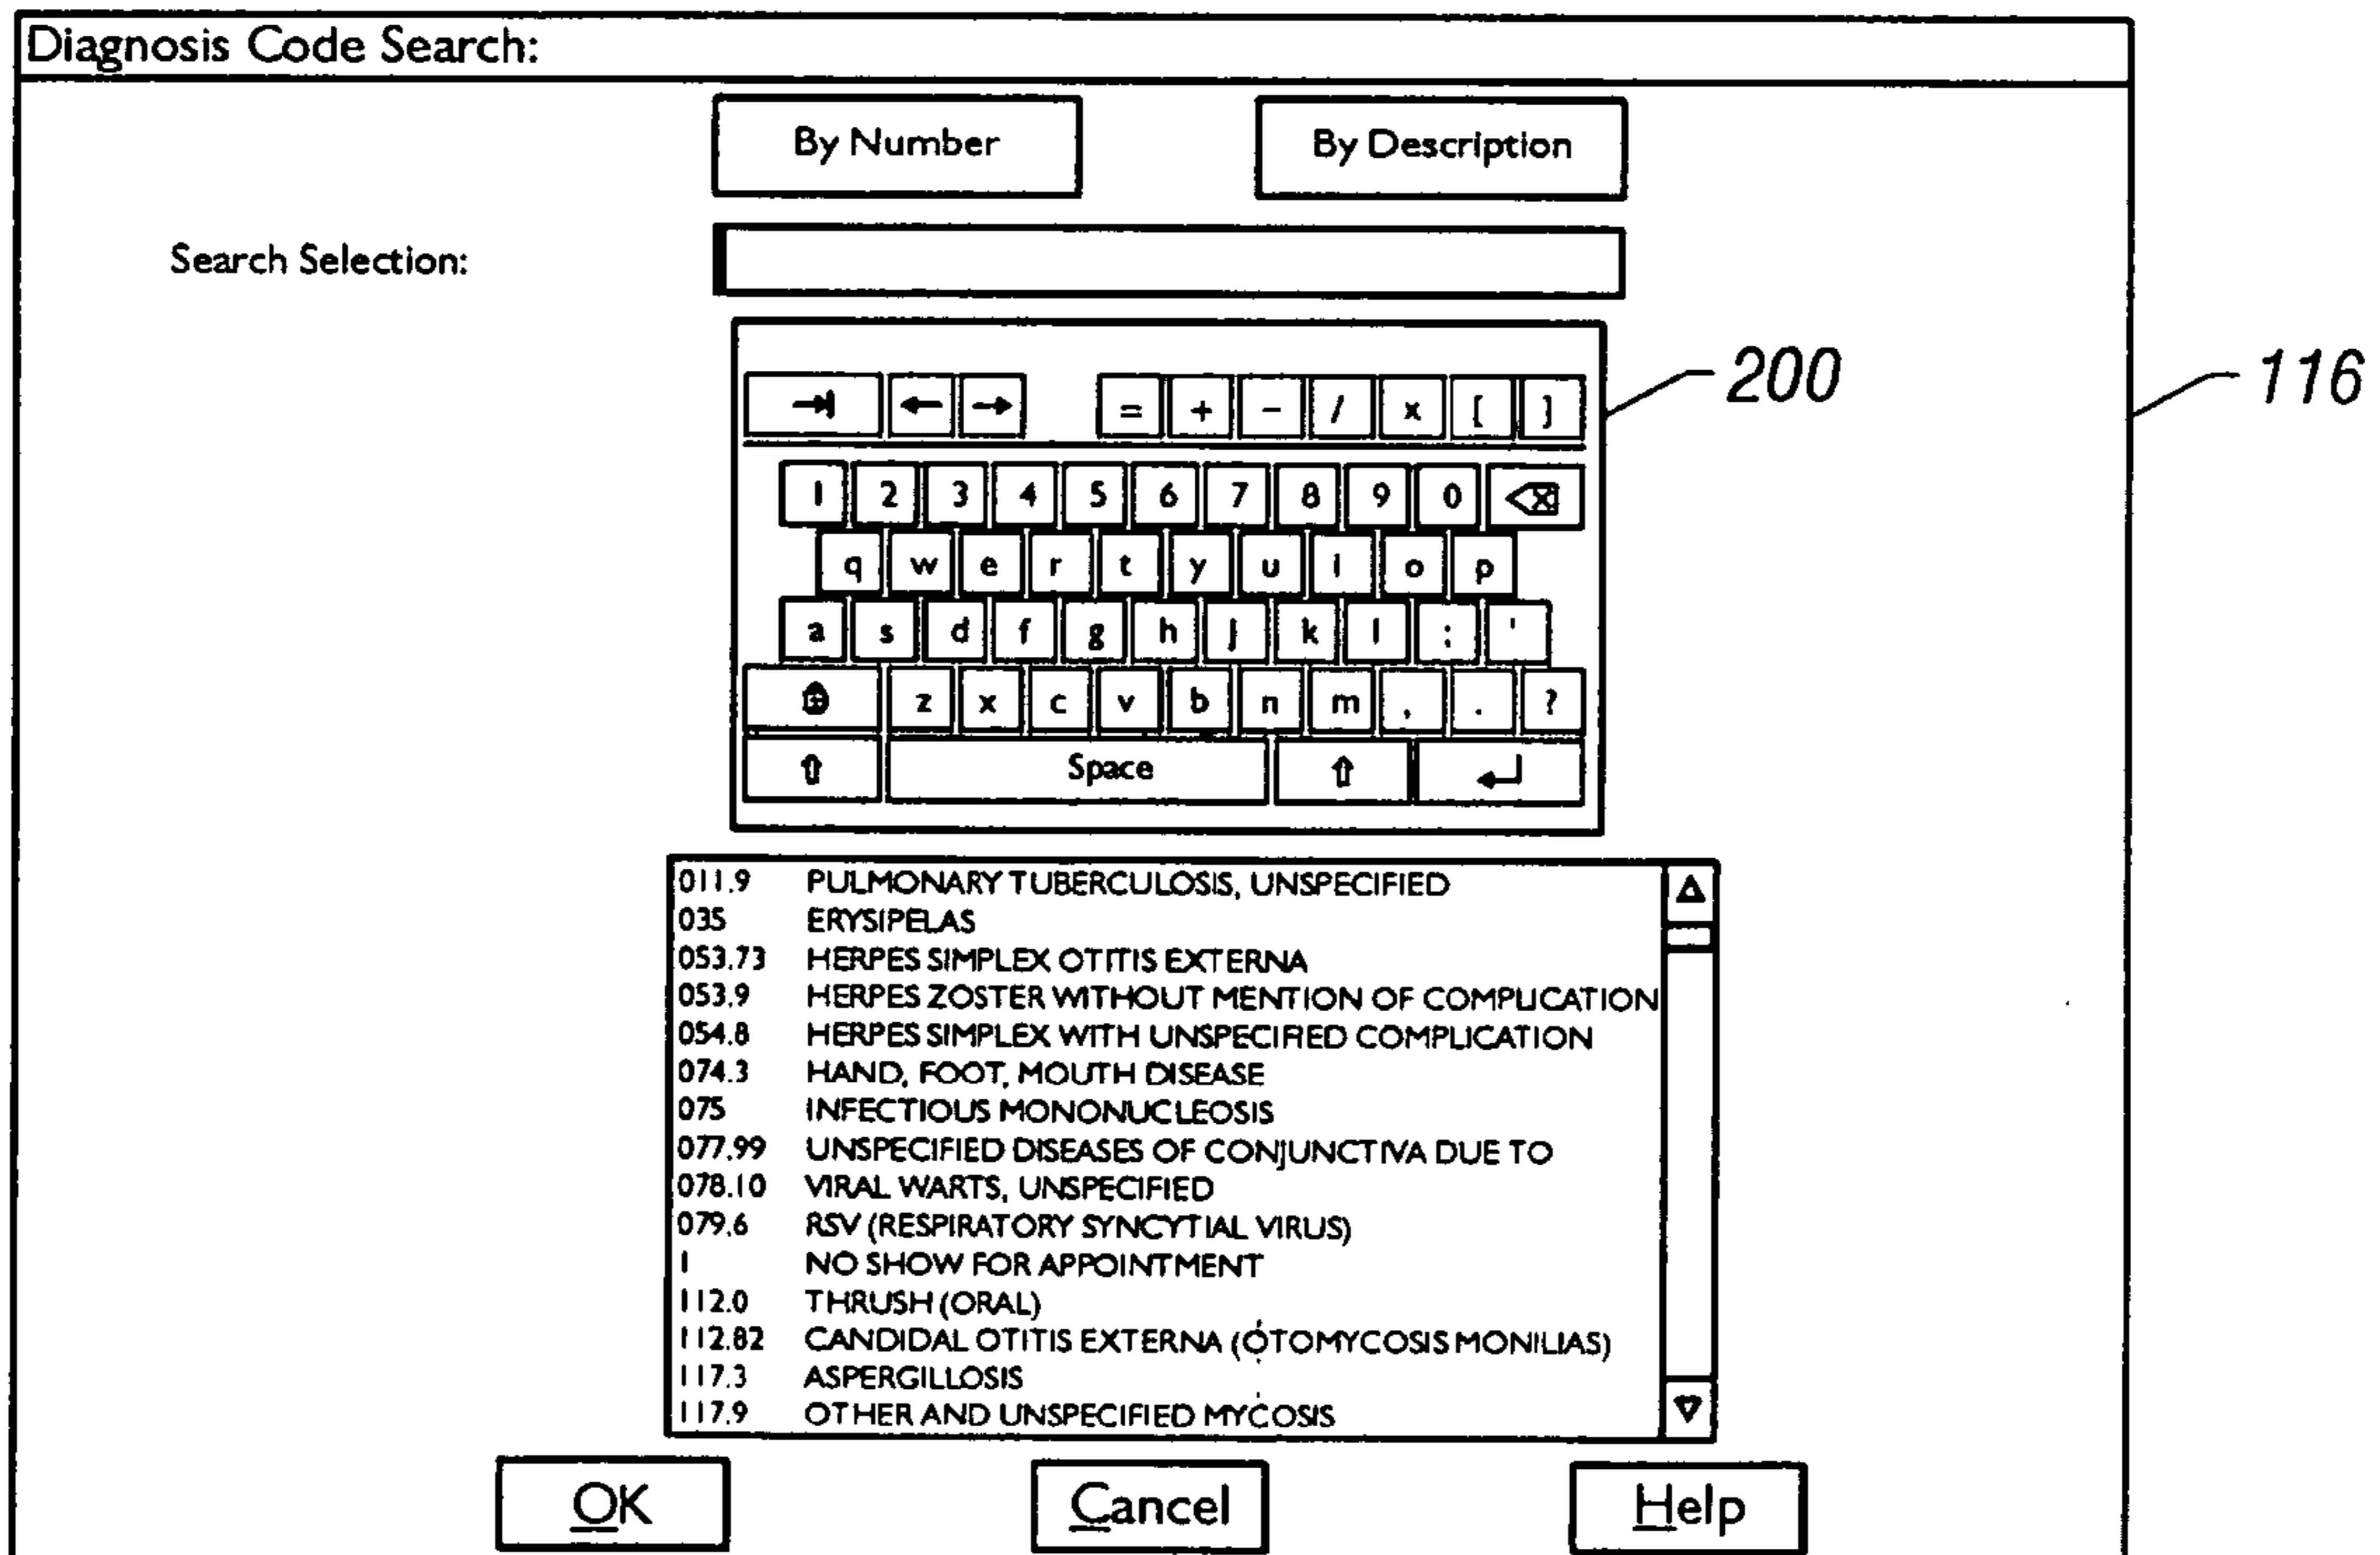 Diagnosis Code Search:
By Number By Description
Search Selection:
200
116
= + - / x [ ]
1 2 3 4 5 6 7 8 9 0
q w e r t y u i o p
a s d f g h j k l ; '
z x c v b n m , . ?
Space
011.9 PULMONARY TUBERCULOSIS, UNSPECIFIED
035 ERYSIPELAS
053.73 HERPES SIMPLEX OTITIS EXTERNA
053.9 HERPES ZOSTER WITHOUT MENTION OF COMPLICATION
054.8 HERPES SIMPLEX WITH UNSPECIFIED COMPLICATION
074.3 HAND, FOOT, MOUTH DISEASE
075 INFECTIOUS MONONUCLEOSIS
077.99 UNSPECIFIED DISEASES OF CONJUNCTIVA DUE TO
078.10 VIRAL WARTS, UNSPECIFIED
079.6 RSV (RESPIRATORY SYNCYTIAL VIRUS)
1 NO SHOW FOR APPOINTMENT
112.0 THRUSH (ORAL)
112.82 CANDIDAL OTITIS EXTERNA (OTOMYCOSIS MONILIAS)
117.3 ASPERGILLOSIS
117.9 OTHER AND UNSPECIFIED MYCOSIS
OK Cancel Help